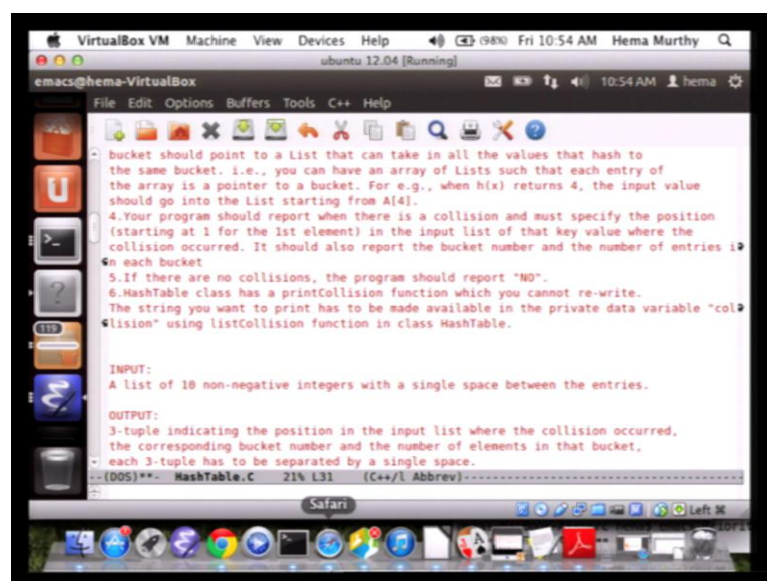 VirtualBox VM Machine View Devices Help (98%) Fri 10:54 AM Hema Murthy
ubuntu 12.04 [Running]
emacs@hema-VirtualBox 10:54 AM hema
File Edit Options Buffers Tools C++ Help
bucket should point to a List that can take in all the values that hash to
the same bucket. i.e., you can have an array of Lists such that each entry of
the array is a pointer to a bucket. For e.g., when h(x) returns 4, the input value
should go into the List starting from A[4].
4.Your program should report when there is a collision and must specify the position
(starting at 1 for the 1st element) in the input list of that key value where the
collision occurred. It should also report the bucket number and the number of entries i
n each bucket
5.If there are no collisions, the program should report "NO".
6.HashTable class has a printCollision function which you cannot re-write.
The string you want to print has to be made available in the private data variable "col
lision" using listCollision function in class HashTable.
119
INPUT:
A list of 10 non-negative integers with a single space between the entries.
OUTPUT:
3-tuple indicating the position in the input list where the collision occurred,
the corresponding bucket number and the number of elements in that bucket,
each 3-tuple has to be separated by a single space.
--(DOS)**- HashTable.C 21% L31 (C++/l Abbrev)
Safari
Left ⌘